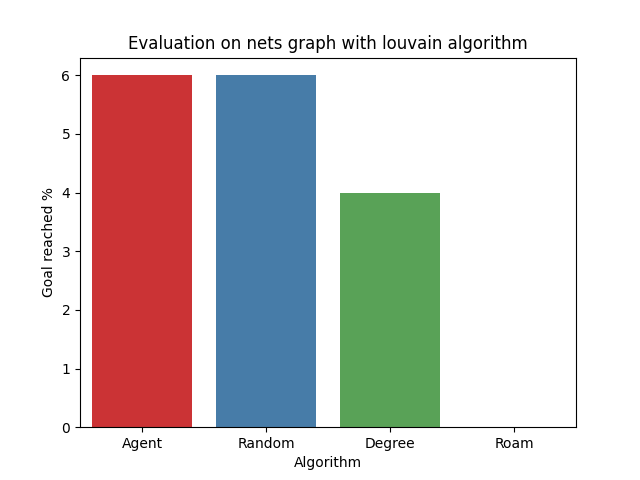 Evaluation on nets graph with louvain algorithm
Goal reached %
6
5
4
3
2
1
0
Agent
Random
Degree
Roam
Algorithm